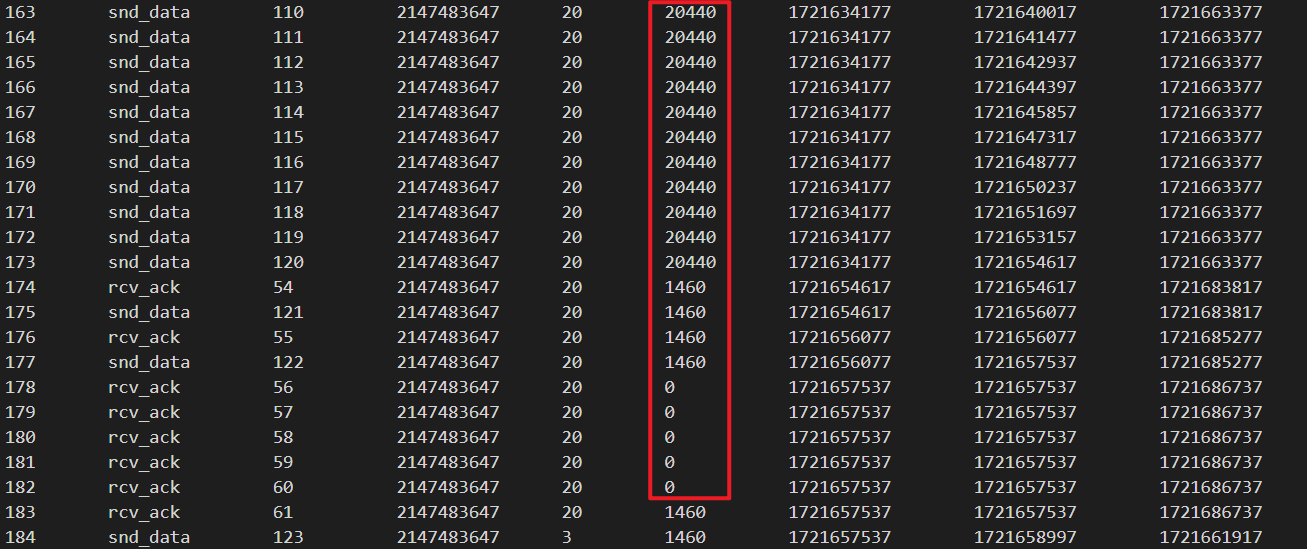 163 snd_data 110 2147483647 20 20440 1721634177 1721640017 1721663377
164 snd_data 111 2147483647 20 20440 1721634177 1721641477 1721663377
165 snd_data 112 2147483647 20 20440 1721634177 1721642937 1721663377
166 snd_data 113 2147483647 20 20440 1721634177 1721644397 1721663377
167 snd_data 114 2147483647 20 20440 1721634177 1721645857 1721663377
168 snd_data 115 2147483647 20 20440 1721634177 1721647317 1721663377
169 snd_data 116 2147483647 20 20440 1721634177 1721648777 1721663377
170 snd_data 117 2147483647 20 20440 1721634177 1721650237 1721663377
171 snd_data 118 2147483647 20 20440 1721634177 1721651697 1721663377
172 snd_data 119 2147483647 20 20440 1721634177 1721653157 1721663377
173 snd_data 120 2147483647 20 20440 1721634177 1721654617 1721663377
174 rcv_ack 54 2147483647 20 1460 1721654617 1721654617 1721683817
175 snd_data 121 2147483647 20 1460 1721654617 1721656077 1721683817
176 rcv_ack 55 2147483647 20 1460 1721656077 1721656077 1721685277
177 snd_data 122 2147483647 20 1460 1721656077 1721657537 1721685277
178 rcv_ack 56 2147483647 20 0 1721657537 1721657537 1721686737
179 rcv_ack 57 2147483647 20 0 1721657537 1721657537 1721686737
180 rcv_ack 58 2147483647 20 0 1721657537 1721657537 1721686737
181 rcv_ack 59 2147483647 20 0 1721657537 1721657537 1721686737
182 rcv_ack 60 2147483647 20 0 1721657537 1721657537 1721686737
183 rcv_ack 61 2147483647 20 1460 1721657537 1721657537 1721686737
184 snd_data 123 2147483647 3 1460 1721657537 1721658997 1721661917